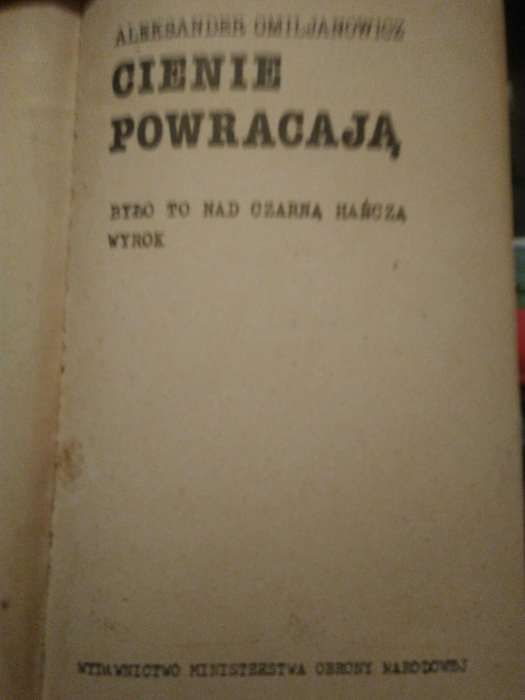 ALEKSANDER OMILJANOWICZ
CIENIE
POWRACAJĄ
BYŁO TO NAD CZARNĄ HAŃCZĄ
WYROK
WYDAWNICTWO MINISTERSTWA OBRONY NARODOWEJ